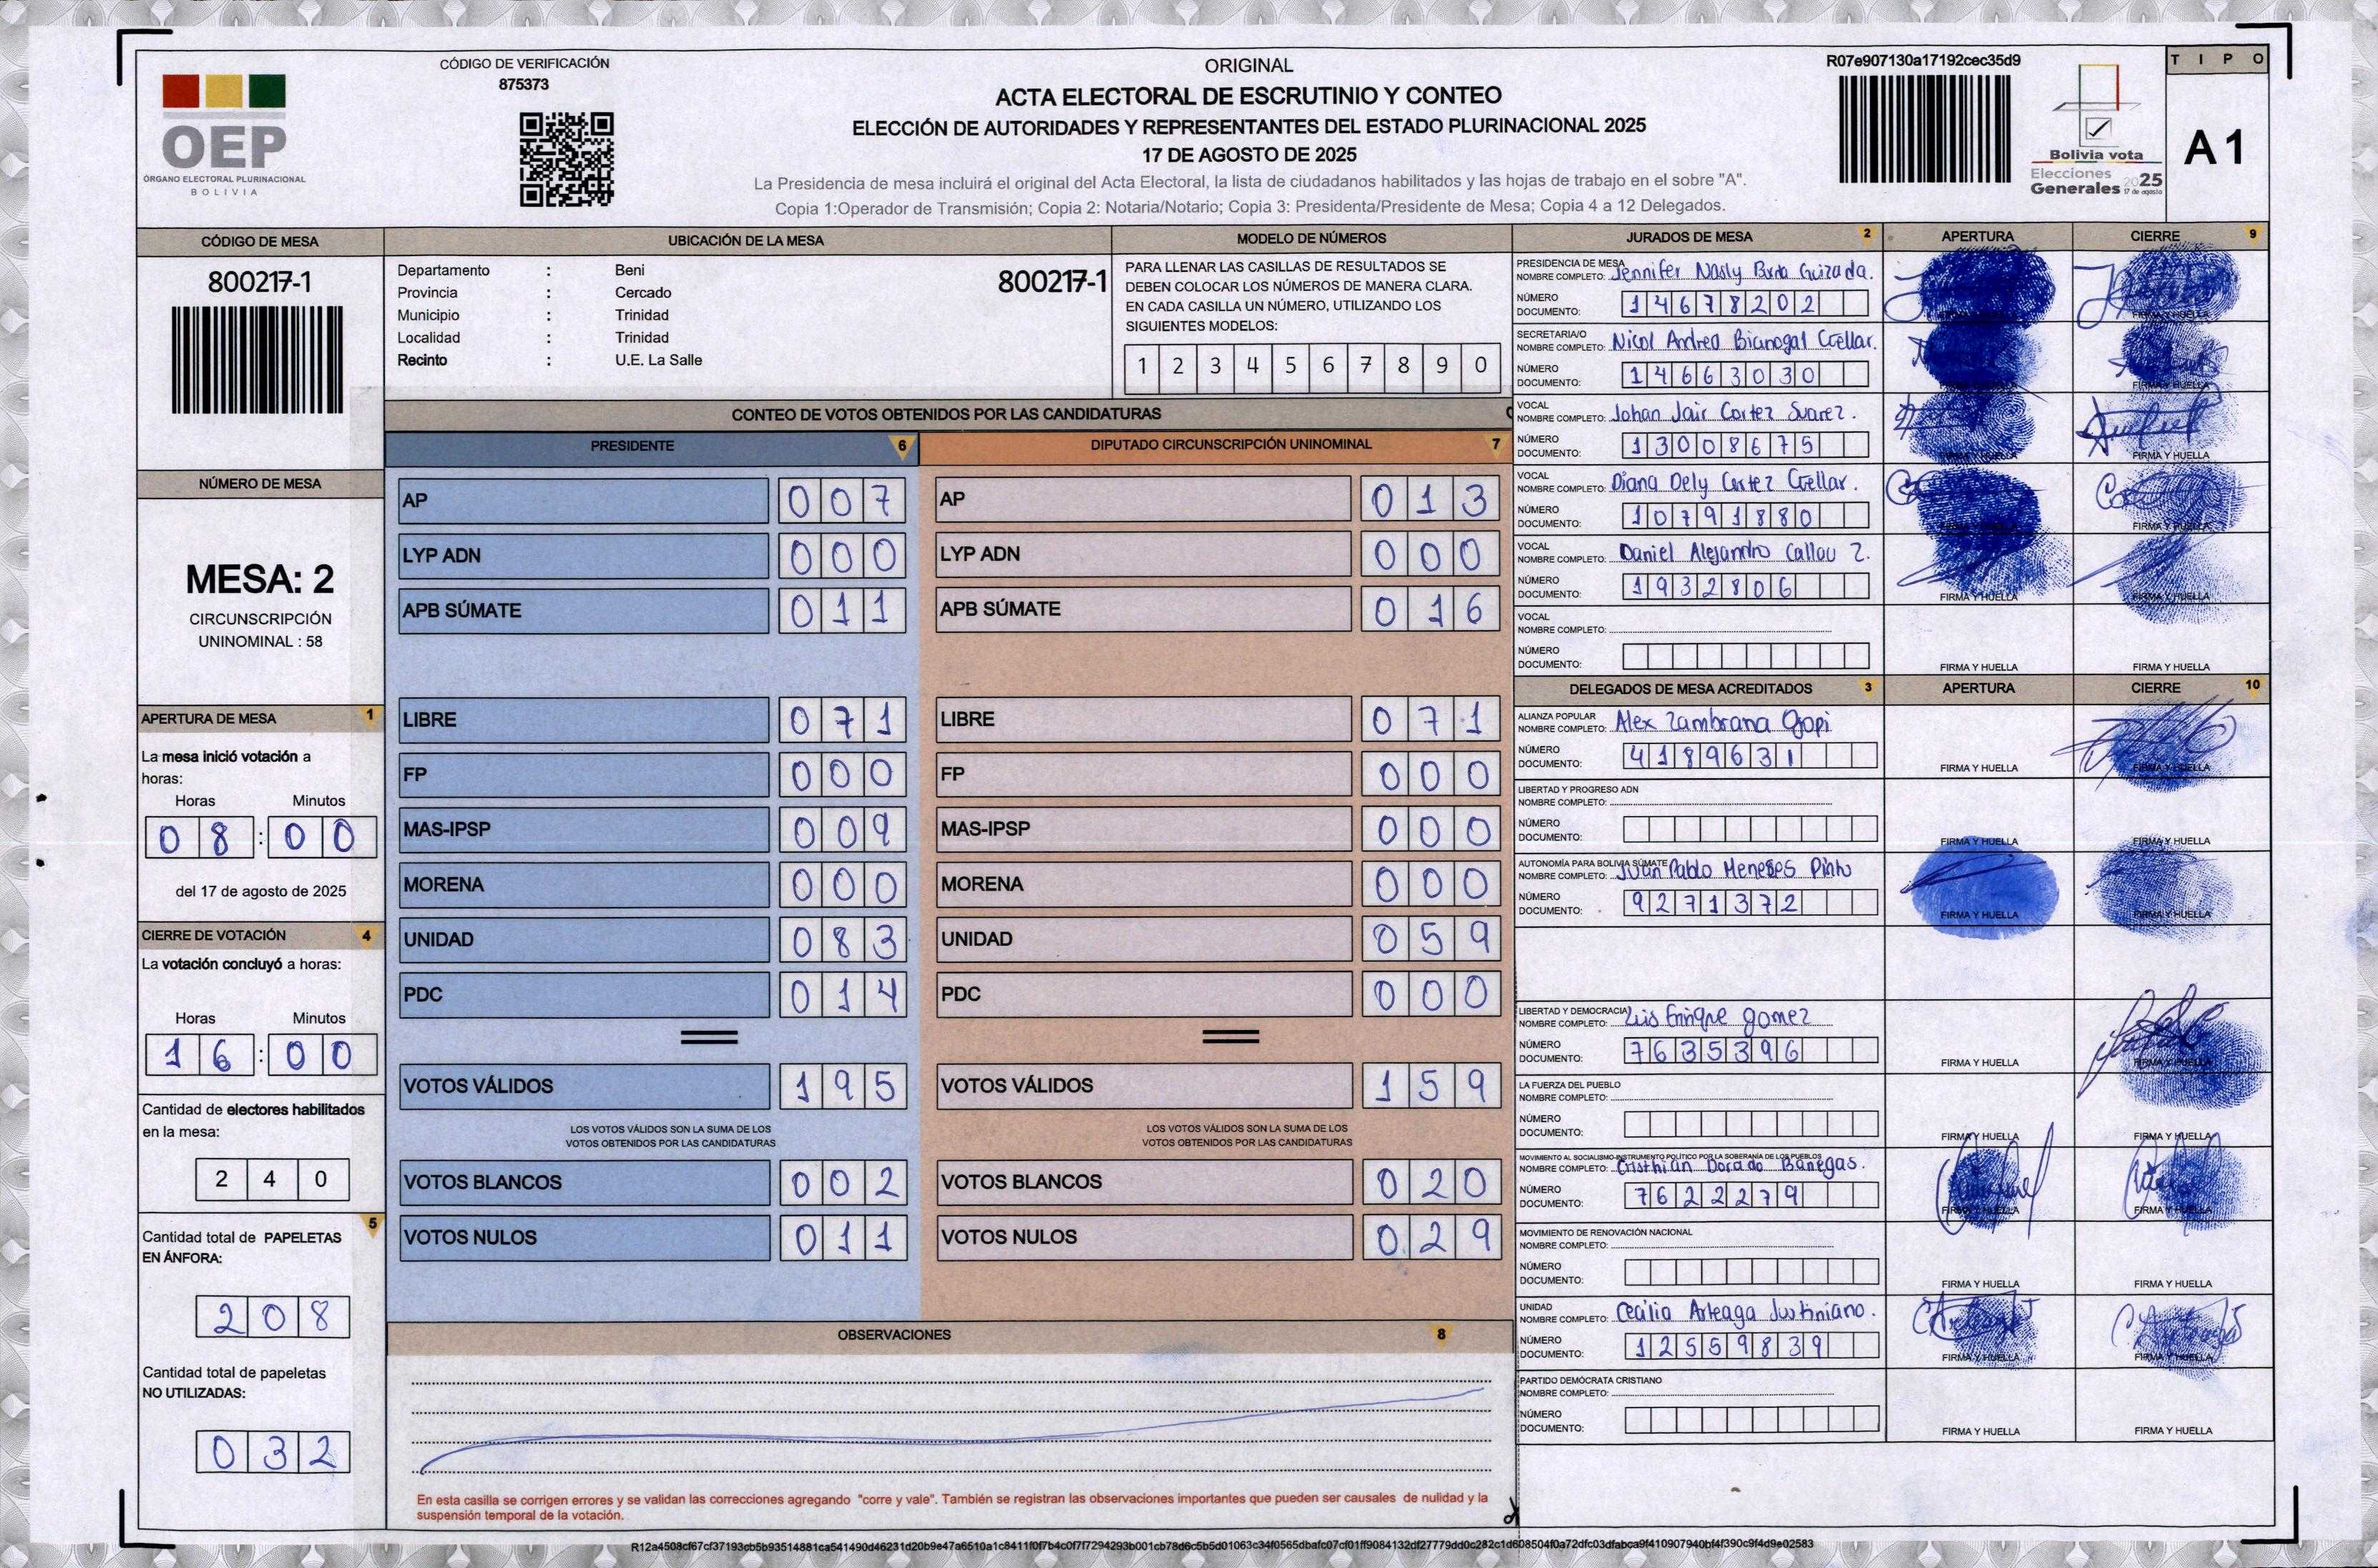 CÓDIGO DE VERIFICACIÓN
875373
OEP
ÓRGANO ELECTORAL PLURINACIONAL
BOLIVIA
ORIGINAL
ACTA ELECTORAL DE ESCRUTINIO Y CONTEO
ELECCIÓN DE AUTORIDADES Y REPRESENTANTES DEL ESTADO PLURINACIONAL 2025
17 DE AGOSTO DE 2025
La Presidencia de mesa incluirá el original del Acta Electoral, la lista de ciudadanos habilitados y las hojas de trabajo en el sobre "A".
Copia 1:Operador de Transmisión; Copia 2: Notaria/Notario; Copia 3: Presidenta/Presidente de Mesa; Copia 4 a 12 Delegados.
R07e907130a17192cec35d9
Bolivia vota
Elecciones
Generales 2025
17 de agosto
TIPO
A1
CÓDIGO DE MESA
800217-1
NÚMERO DE MESA
MESA: 2
CIRCUNSCRIPCIÓN
UNINOMINAL : 58
APERTURA DE MESA 1
La mesa inició votación a
horas:
Horas Minutos
08 : 00
del 17 de agosto de 2025
CIERRE DE VOTACIÓN 4
La votación concluyó a horas:
Horas Minutos
16 : 00
Cantidad de electores habilitados
en la mesa:
240
5
Cantidad total de PAPELETAS
EN ÁNFORA:
208
Cantidad total de papeletas
NO UTILIZADAS:
032
UBICACIÓN DE LA MESA
Departamento : Beni 800217-1
Provincia : Cercado
Municipio : Trinidad
Localidad : Trinidad
Recinto : U.E. La Salle
MODELO DE NÚMEROS
PARA LLENAR LAS CASILLAS DE RESULTADOS SE
DEBEN COLOCAR LOS NÚMEROS DE MANERA CLARA.
EN CADA CASILLA UN NÚMERO, UTILIZANDO LOS
SIGUIENTES MODELOS:
1 2 3 4 5 6 7 8 9 0
CONTEO DE VOTOS OBTENIDOS POR LAS CANDIDATURAS
PRESIDENTE 6
AP 007
LYP ADN 000
APB SÚMATE 011
LIBRE 071
FP 000
MAS-IPSP 009
MORENA 000
UNIDAD 083
PDC 014
VOTOS VÁLIDOS 195
LOS VOTOS VÁLIDOS SON LA SUMA DE LOS
VOTOS OBTENIDOS POR LAS CANDIDATURAS
VOTOS BLANCOS 002
VOTOS NULOS 011
DIPUTADO CIRCUNSCRIPCIÓN UNINOMINAL 7
AP 013
LYP ADN 000
APB SÚMATE 016
LIBRE 071
FP 000
MAS-IPSP 000
MORENA 000
UNIDAD 059
PDC 000
VOTOS VÁLIDOS 159
LOS VOTOS VÁLIDOS SON LA SUMA DE LOS
VOTOS OBTENIDOS POR LAS CANDIDATURAS
VOTOS BLANCOS 020
VOTOS NULOS 029
OBSERVACIONES 8
En esta casilla se corrigen errores y se validan las correcciones agregando "corre y vale". También se registran las observaciones importantes que pueden ser causales de nulidad y la
suspensión temporal de la votación.
JURADOS DE MESA 2 APERTURA CIERRE 9
PRESIDENCIA DE MESA
NOMBRE COMPLETO: Jennifer Nasly
NÚMERO
DOCUMENTO: 14678202
SECRETARIA/O
NOMBRE COMPLETO: Nicol Andrea Cuellar.
NÚMERO
DOCUMENTO: 14663030
FIRMA Y HUELLA
VOCAL
NOMBRE COMPLETO: Johan Jair Cortez Suarez.
NÚMERO
DOCUMENTO: 13008675
FIRMA Y HUELLA
VOCAL
NOMBRE COMPLETO: Diana Dely Cortez Cuellar.
NÚMERO
DOCUMENTO: 10791880
FIRMA Y HUELLA
VOCAL
NOMBRE COMPLETO: Daniel Alejandro Callau Z.
NÚMERO
DOCUMENTO: 1932806
FIRMA Y HUELLA FIRMA Y HUELLA
VOCAL
NOMBRE COMPLETO:
NÚMERO
DOCUMENTO:
FIRMA Y HUELLA FIRMA Y HUELLA
DELEGADOS DE MESA ACREDITADOS 3 APERTURA CIERRE 10
ALIANZA POPULAR
NOMBRE COMPLETO: Alex Zambrana
NÚMERO
DOCUMENTO: 4189631
FIRMA Y HUELLA FIRMA Y HUELLA
LIBERTAD Y PROGRESO ADN
NOMBRE COMPLETO:
NÚMERO
DOCUMENTO:
FIRMA Y HUELLA FIRMA Y HUELLA
AUTONOMÍA PARA BOLIVIA SÚMATE
NOMBRE COMPLETO: Juan Pablo Meneses Pinto
NÚMERO
DOCUMENTO: 9271372
FIRMA Y HUELLA FIRMA Y HUELLA
LIBERTAD Y DEMOCRACIA
NOMBRE COMPLETO: Luis Enrique gomez
NÚMERO
DOCUMENTO: 7635396
FIRMA Y HUELLA FIRMA Y HUELLA
LA FUERZA DEL PUEBLO
NOMBRE COMPLETO:
NÚMERO
DOCUMENTO:
FIRMA Y HUELLA FIRMA Y HUELLA
MOVIMIENTO AL SOCIALISMO-INSTRUMENTO POLÍTICO POR LA SOBERANÍA DE LOS PUEBLOS
NOMBRE COMPLETO: Cristhian Dorado Banegas.
NÚMERO
DOCUMENTO: 7622279
FIRMA Y HUELLA FIRMA Y HUELLA
MOVIMIENTO DE RENOVACIÓN NACIONAL
NOMBRE COMPLETO:
NÚMERO
DOCUMENTO:
FIRMA Y HUELLA FIRMA Y HUELLA
UNIDAD
NOMBRE COMPLETO: Cecilia Arteaga Justiniano.
NÚMERO
DOCUMENTO: 12559839
FIRMA Y HUELLA FIRMA Y HUELLA
PARTIDO DEMÓCRATA CRISTIANO
NOMBRE COMPLETO:
NÚMERO
DOCUMENTO:
FIRMA Y HUELLA FIRMA Y HUELLA